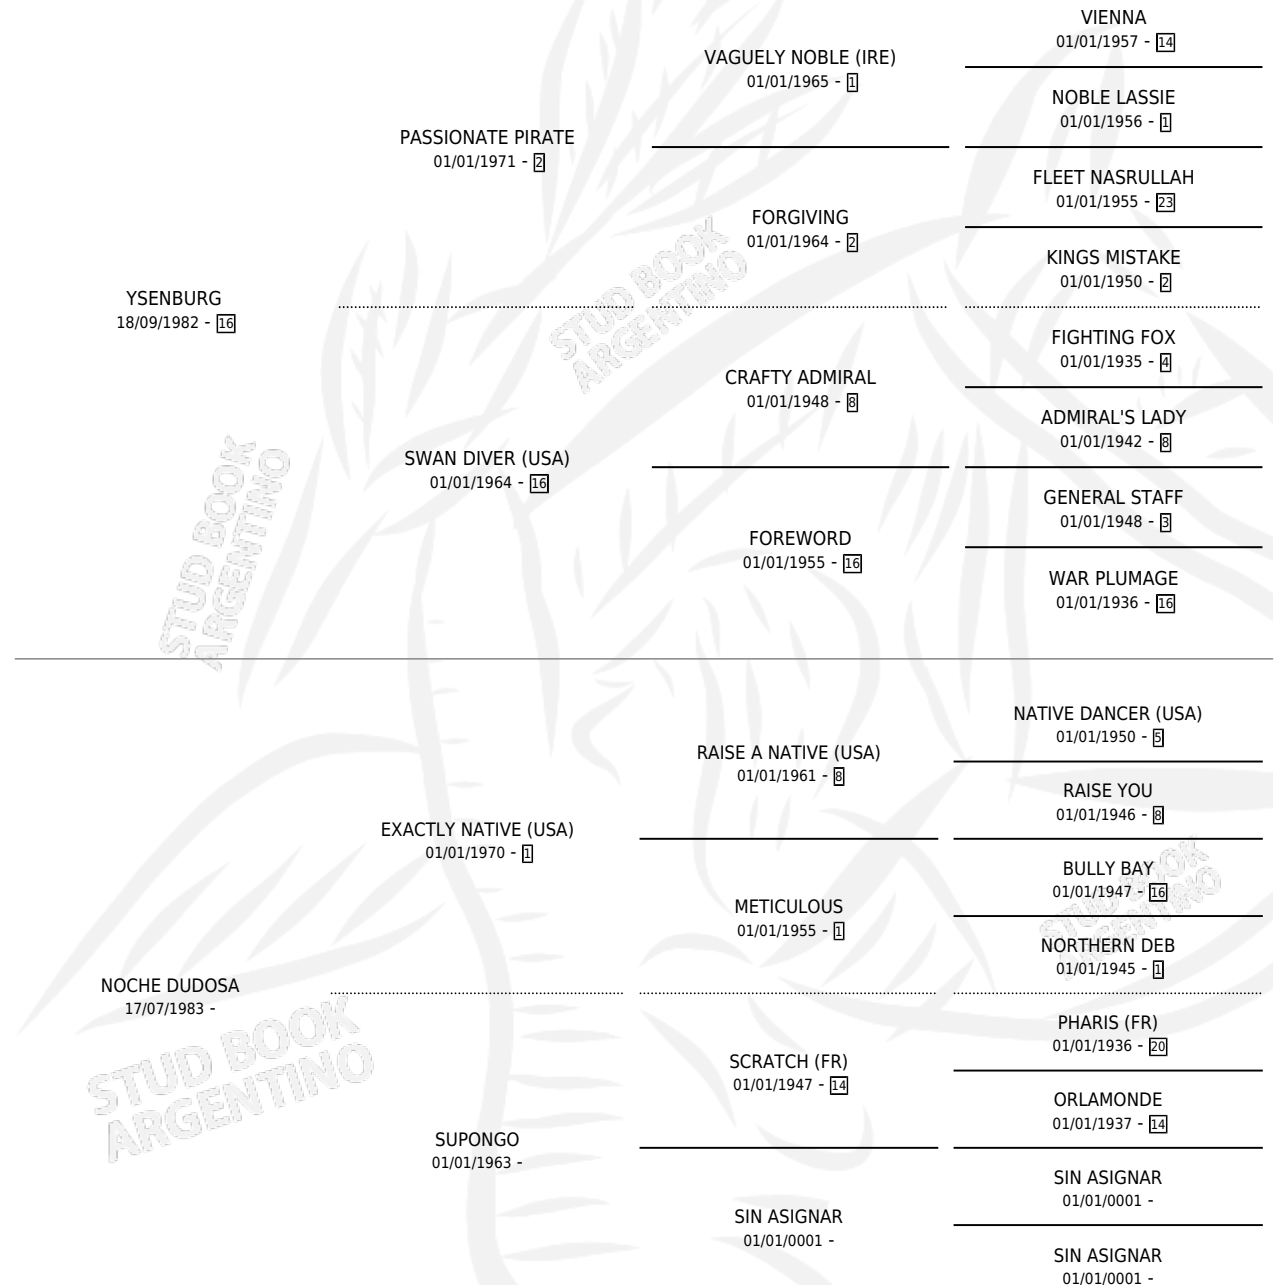 VIENNA
01/01/1957 - 14
VAGUELY NOBLE (IRE)
01/01/1965 - 1
NOBLE LASSIE
01/01/1956 - 1
PASSIONATE PIRATE
01/01/1971 - 2
FLEET NASRULLAH
01/01/1955 - 23
FORGIVING
01/01/1964 - 2
KINGS MISTAKE
01/01/1950 - 2
YSENBURG
18/09/1982 - 16
FIGHTING FOX
01/01/1935 - 4
CRAFTY ADMIRAL
01/01/1948 - 8
ADMIRAL'S LADY
01/01/1942 - 8
SWAN DIVER (USA)
01/01/1964 - 16
GENERAL STAFF
01/01/1948 - 3
FOREWORD
01/01/1955 - 16
WAR PLUMAGE
01/01/1936 - 16
NATIVE DANCER (USA)
01/01/1950 - 5
RAISE A NATIVE (USA)
01/01/1961 - 8
RAISE YOU
01/01/1946 - 8
EXACTLY NATIVE (USA)
01/01/1970 - 1
BULLY BAY
01/01/1947 - 16
METICULOUS
01/01/1955 - 1
NORTHERN DEB
01/01/1945 - 1
NOCHE DUDOSA
17/07/1983 -
PHARIS (FR)
01/01/1936 - 20
SCRATCH (FR)
01/01/1947 - 14
ORLAMONDE
01/01/1937 - 14
SUPONGO
01/01/1963 -
SIN ASIGNAR
01/01/0001 -
SIN ASIGNAR
01/01/0001 -
SIN ASIGNAR
01/01/0001 -
STUD BOOK
ARGENTINO
STUD BOOK
ARGENTINO
STUD BOOK
ARGENTINO
STUD BOOK
ARGENTINO